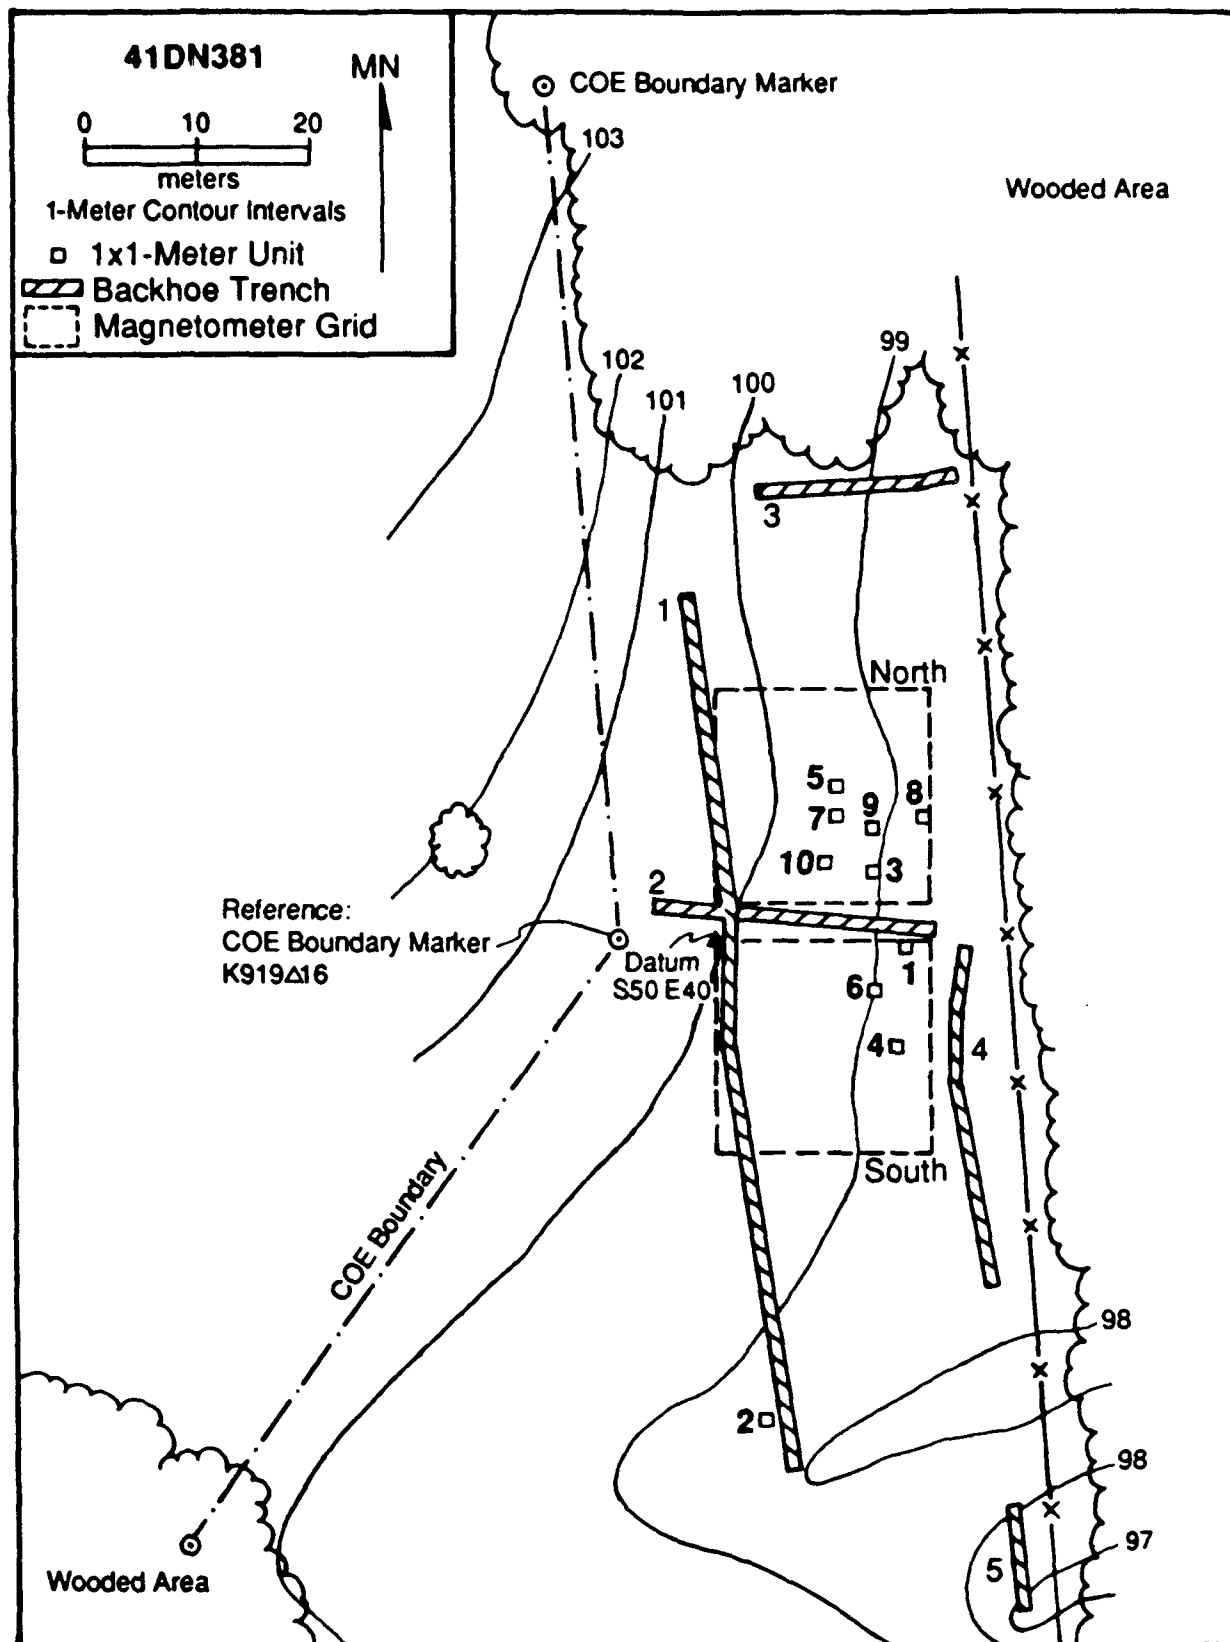 41DN381
MN
0 10 20
meters
1-Meter Contour Intervals
1x1-Meter Unit
Backhoe Trench
Magnetometer Grid
COE Boundary Marker
103
Wooded Area
102
101
100
99
3
1
North
5
7
9
8
10
3
2
Reference:
COE Boundary Marker
K919Δ16
Datum
S50 E40
1
6
4
4
South
COE Boundary
98
2
98
97
5
Wooded Area